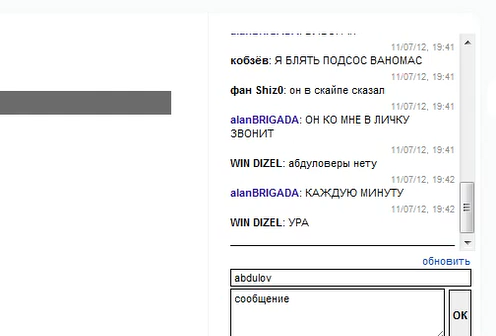 11/07/12, 19:41
кобзёв: Я БЛЯТЬ ПОДСОС ВАНОМАС
11/07/12, 19:41
фан Shiz0: он в скайпе сказал
11/07/12, 19:41
alanBRIGADA: ОН КО МНЕ В ЛИЧКУ
ЗВОНИТ
11/07/12, 19:41
WIN DIZEL: абдуловеры нету
11/07/12, 19:42
alanBRIGADA: КАЖДУЮ МИНУТУ
11/07/12, 19:42
WIN DIZEL: УРА
обновить
abdulov
сообщение
ОК